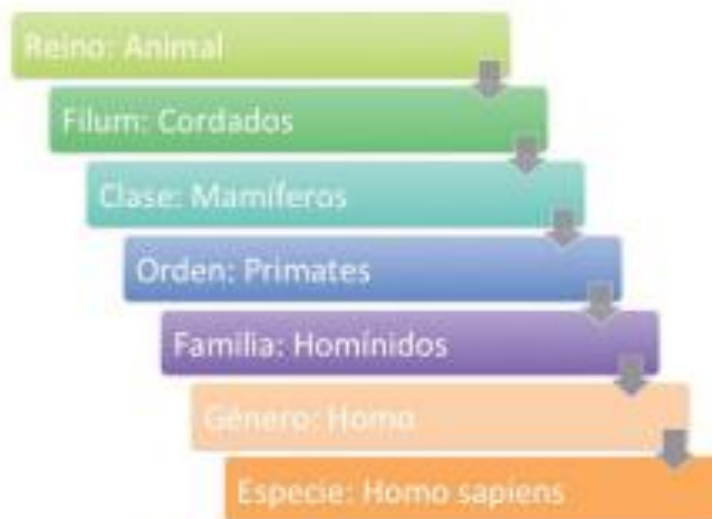 Reino: Animal
Filum: Cordados
Clase: Mamíferos
Orden: Primates
Familia: Homínidos
Género: Homo
Especie: Homo sapiens